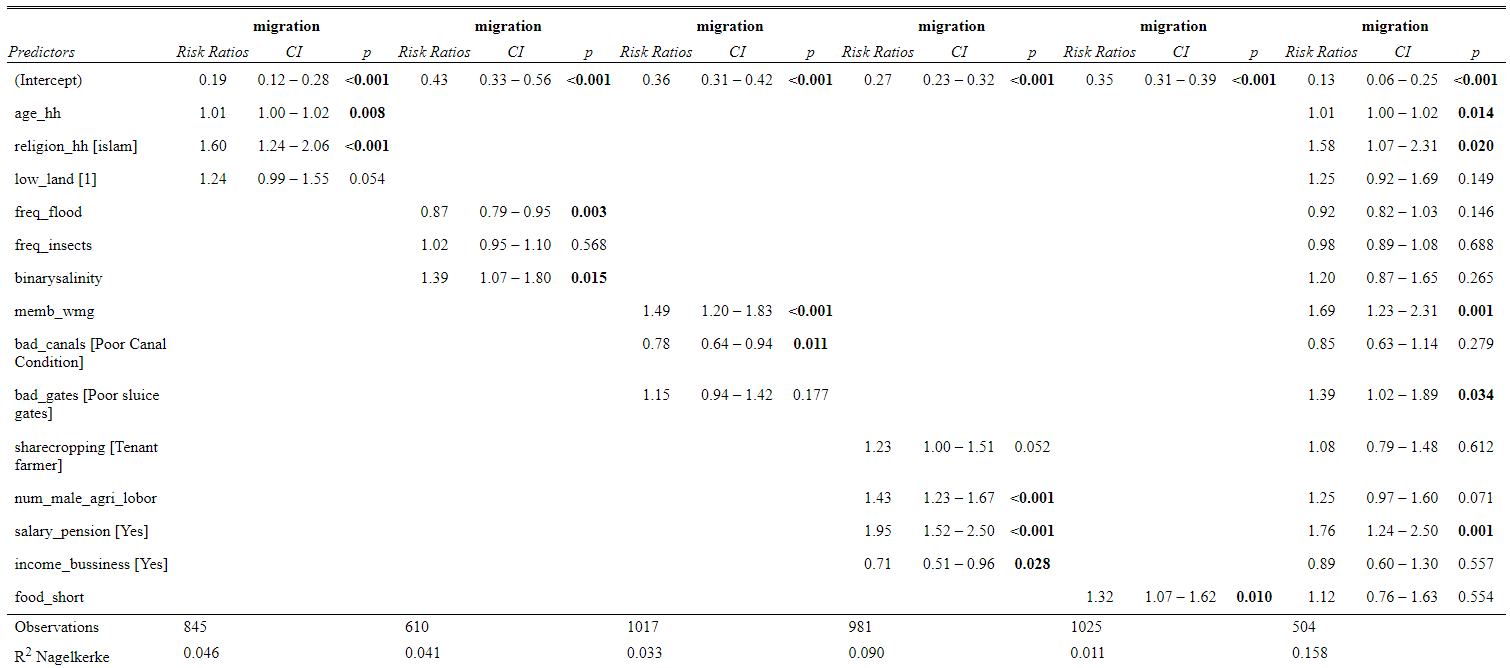 migration migration migration migration migration migration
Predictors Risk Ratios CI p Risk Ratios CI p Risk Ratios CI p Risk Ratios CI p Risk Ratios CI p Risk Ratios CI p
(Intercept) 0.19 0.12 – 0.28 <0.001 0.43 0.33 – 0.56 <0.001 0.36 0.31 – 0.42 <0.001 0.27 0.23 – 0.32 <0.001 0.35 0.31 – 0.39 <0.001 0.13 0.06 – 0.25 <0.001
age_hh 1.01 1.00 – 1.02 0.008 1.01 1.00 – 1.02 0.014
religion_hh [islam] 1.60 1.24 – 2.06 <0.001 1.58 1.07 – 2.31 0.020
low_land [1] 1.24 0.99 – 1.55 0.054 1.25 0.92 – 1.69 0.149
freq_flood 0.87 0.79 – 0.95 0.003 0.92 0.82 – 1.03 0.146
freq_insects 1.02 0.95 – 1.10 0.568 0.98 0.89 – 1.08 0.688
binarysalinity 1.39 1.07 – 1.80 0.015 1.20 0.87 – 1.65 0.265
memb_wmg 1.49 1.20 – 1.83 <0.001 1.69 1.23 – 2.31 0.001
bad_canals [Poor Canal 0.78 0.64 – 0.94 0.011 0.85 0.63 – 1.14 0.279
Condition]
bad_gates [Poor sluice 1.15 0.94 – 1.42 0.177 1.39 1.02 – 1.89 0.034
gates]
sharecropping [Tenant 1.23 1.00 – 1.51 0.052 1.08 0.79 – 1.48 0.612
farmer]
num_male_agri_lobor 1.43 1.23 – 1.67 <0.001 1.25 0.97 – 1.60 0.071
salary_pension [Yes] 1.95 1.52 – 2.50 <0.001 1.76 1.24 – 2.50 0.001
income_bussiness [Yes] 0.71 0.51 – 0.96 0.028 0.89 0.60 – 1.30 0.557
food_short 1.32 1.07 – 1.62 0.010 1.12 0.76 – 1.63 0.554
Observations 845 610 1017 981 1025 504
R² Nagelkerke 0.046 0.041 0.033 0.090 0.011 0.158